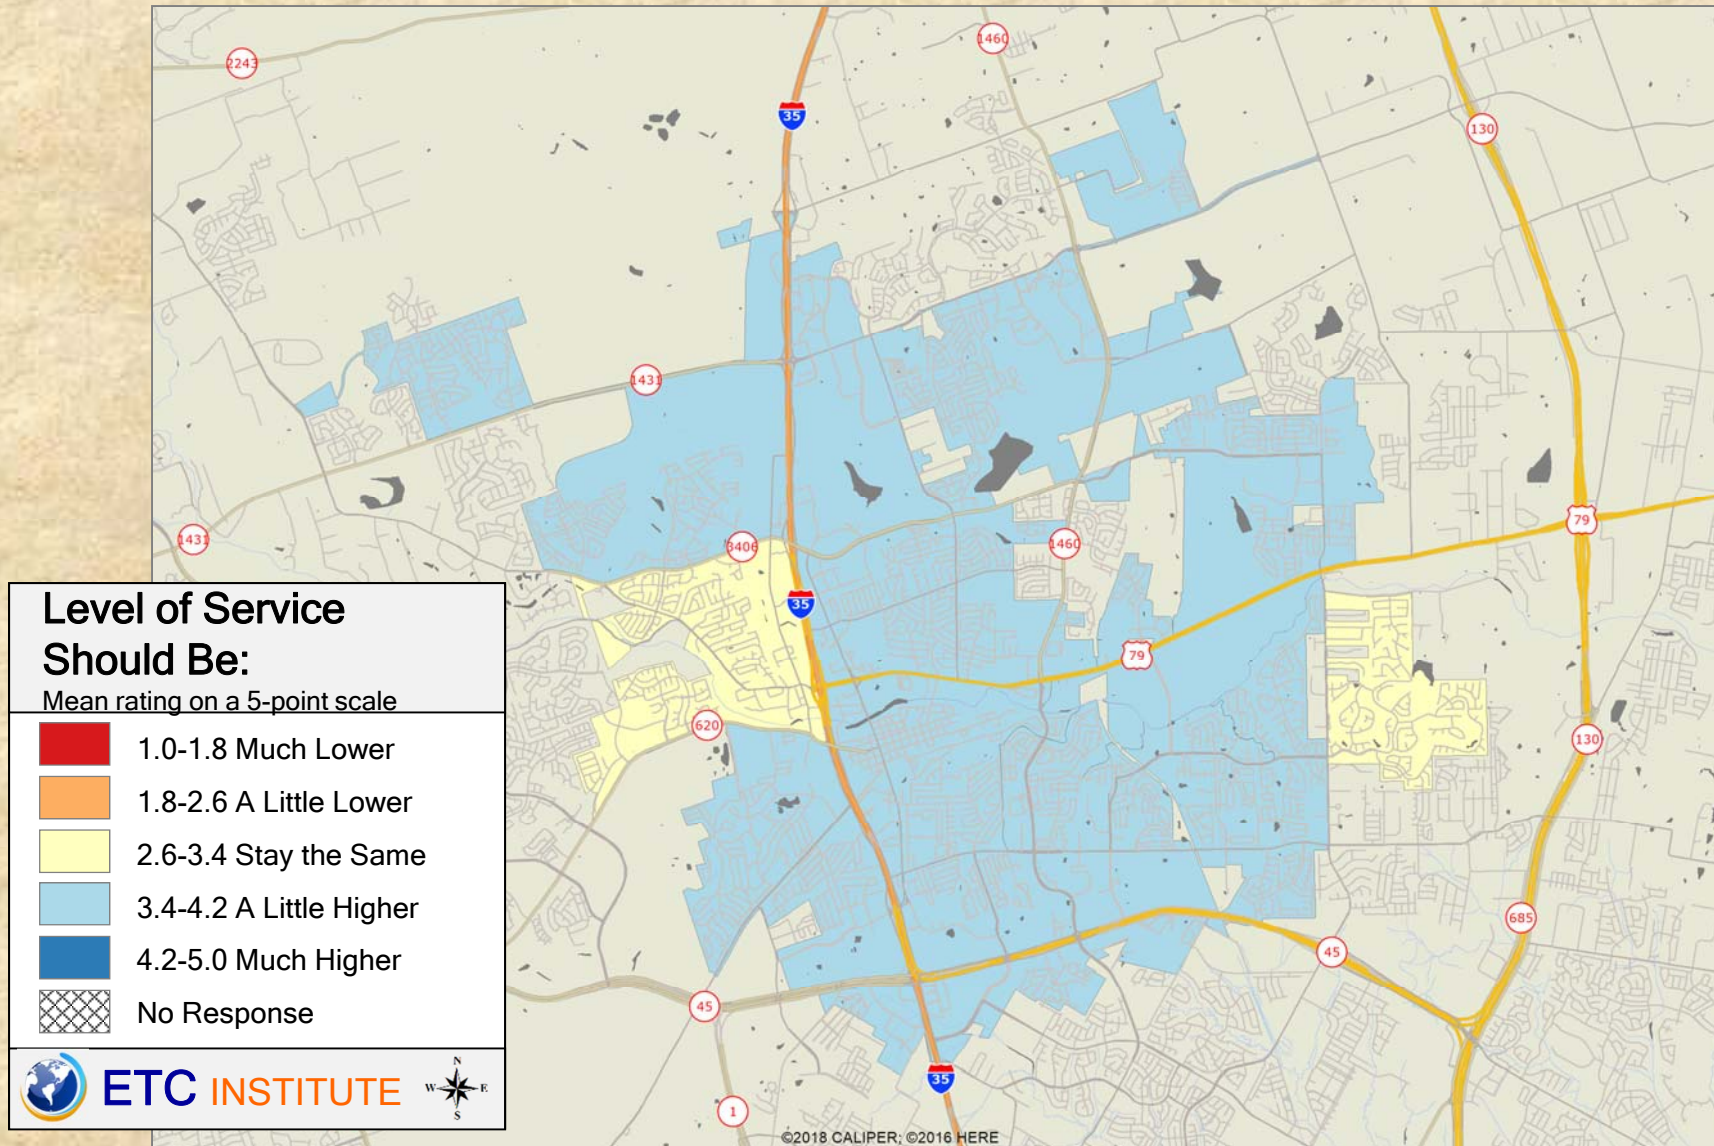 2243
1460
35
130
1431
1431
3406
1460
35
79
79
620
130
685
45
45
1
35
Level of Service
Should Be:
Mean rating on a 5-point scale
1.0-1.8 Much Lower
1.8-2.6 A Little Lower
2.6-3.4 Stay the Same
3.4-4.2 A Little Higher
4.2-5.0 Much Higher
No Response
ETC INSTITUTE
N
W E
S
©2018 CALIPER; ©2016 HERE